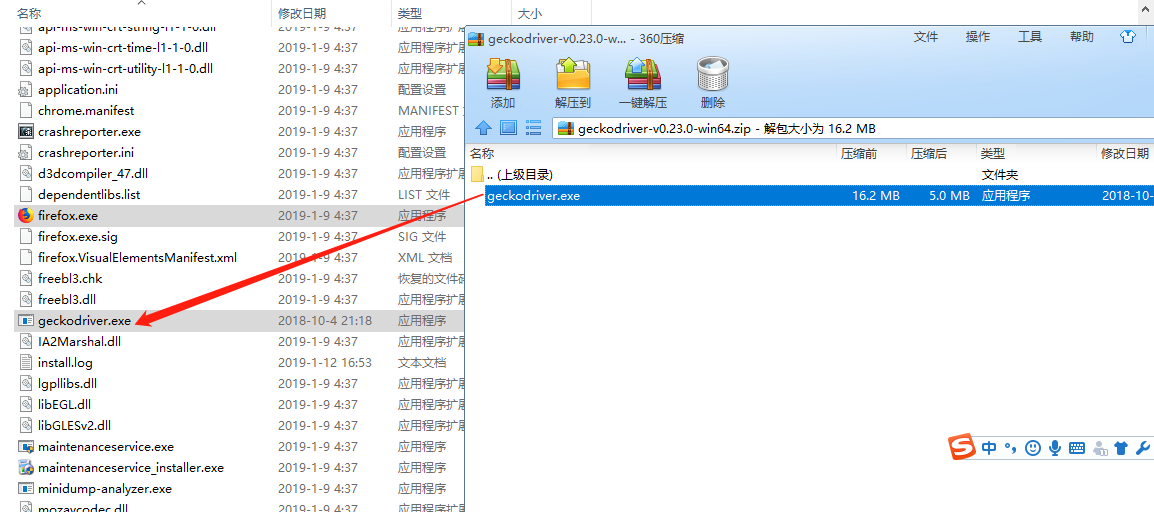 名称 修改日期 类型 大小
api-ms-win-crt-string-l1-1-0.dll 2019-1-9 4:37 应用程序扩展
api-ms-win-crt-time-l1-1-0.dll 2019-1-9 4:37 应用程序扩展
api-ms-win-crt-utility-l1-1-0.dll 2019-1-9 4:37 应用程序扩展
application.ini 2019-1-9 4:37 配置设置
chrome.manifest 2019-1-9 4:37 MANIFEST
crashreporter.exe 2019-1-9 4:37 应用程序
crashreporter.ini 2019-1-9 4:37 配置设置
d3dcompiler_47.dll 2019-1-9 4:37 应用程序扩展
dependentlibs.list 2019-1-9 4:37 LIST 文件
firefox.exe 2019-1-9 4:37 应用程序
firefox.exe.sig 2019-1-9 4:37 SIG 文件
firefox.VisualElementsManifest.xml 2019-1-9 4:37 XML 文档
freebl3.chk 2019-1-9 4:37 恢复的文件碎
freebl3.dll 2019-1-9 4:37 应用程序扩展
geckodriver.exe 2018-10-4 21:18 应用程序
IA2Marshal.dll 2019-1-9 4:37 应用程序扩展
install.log 2019-1-12 16:53 文本文档
lgpllibs.dll 2019-1-9 4:37 应用程序扩展
libEGL.dll 2019-1-9 4:37 应用程序扩展
libGLESv2.dll 2019-1-9 4:37 应用程序扩展
maintenanceservice.exe 2019-1-9 4:37 应用程序
maintenanceservice_installer.exe 2019-1-9 4:37 应用程序
minidump-analyzer.exe 2019-1-9 4:37 应用程序
mozavcodec.dll 2019-1-9 4:37 应用程序扩展
geckodriver-v0.23.0-w... - 360压缩 文件 操作 工具 帮助
添加 解压到 一键解压 删除
geckodriver-v0.23.0-win64.zip - 解包大小为 16.2 MB
名称 压缩前 压缩后 类型 修改日期
.. (上级目录) 文件夹
geckodriver.exe 16.2 MB 5.0 MB 应用程序 2018-10-
S 中